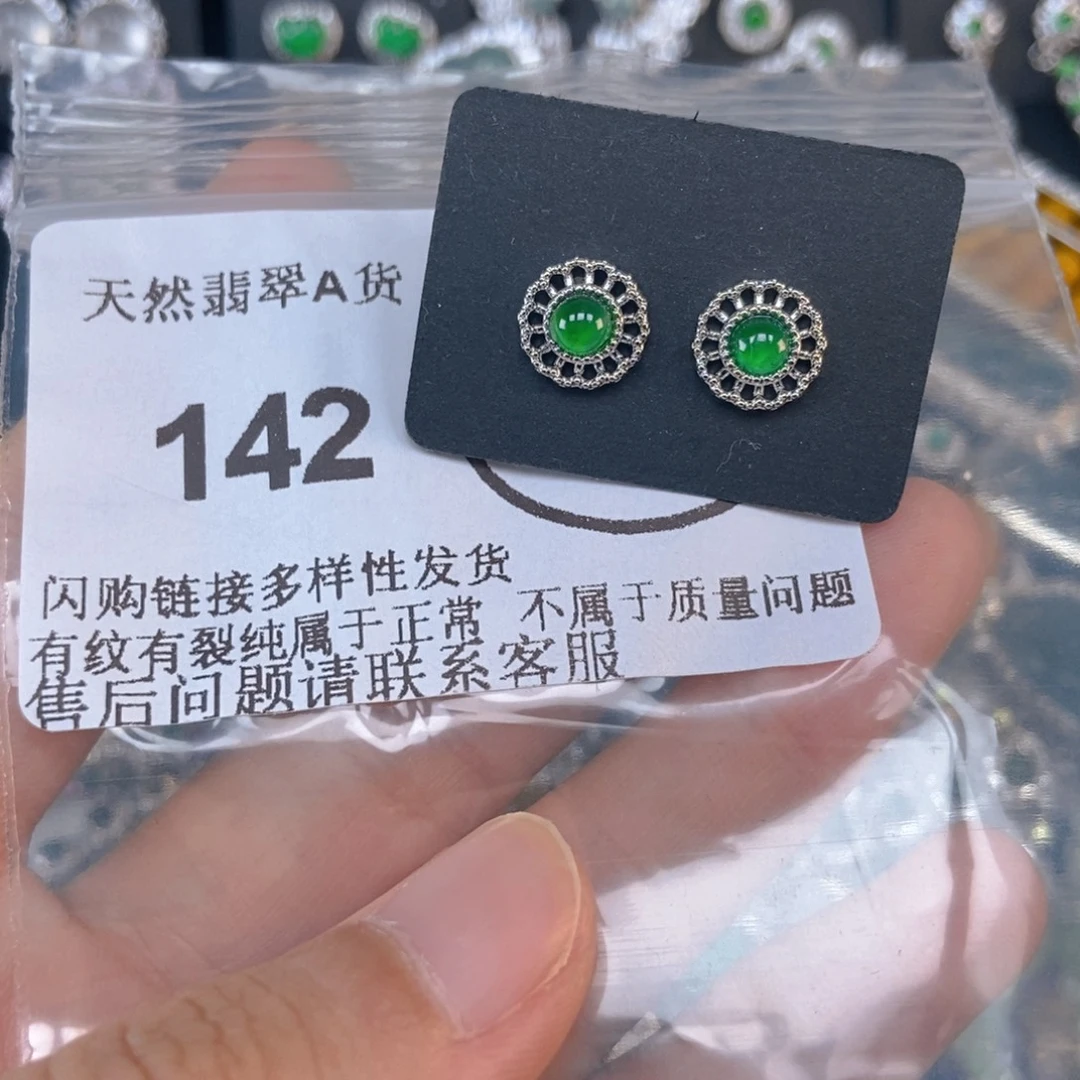 天然翡翠A货
142
闪购链接多样性发货
有纹有裂纯属于正常 不属于质量问题
售后问题请联系客服